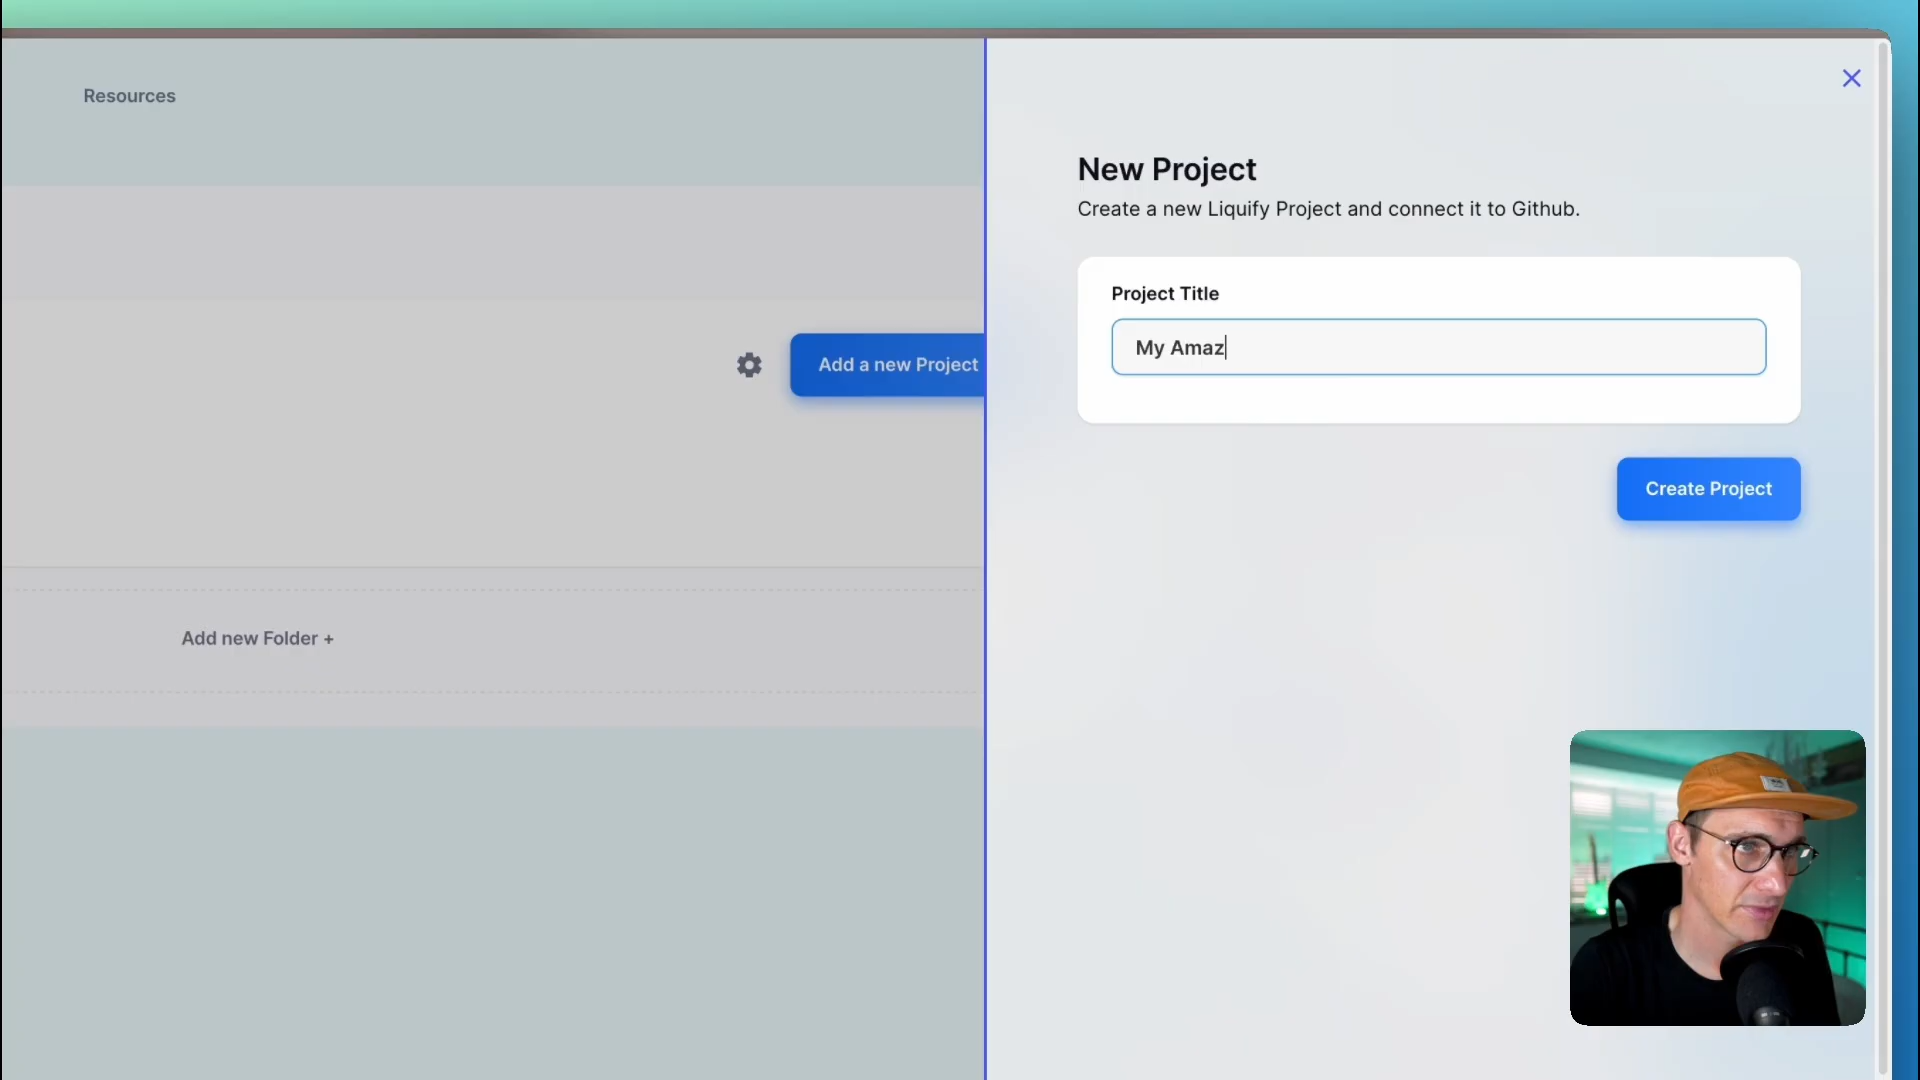 Resources
New Project
Create a new Liquify Project and connect it to Github.
Project Title
My Amaz
Add a new Project
Create Project
Add new Folder +